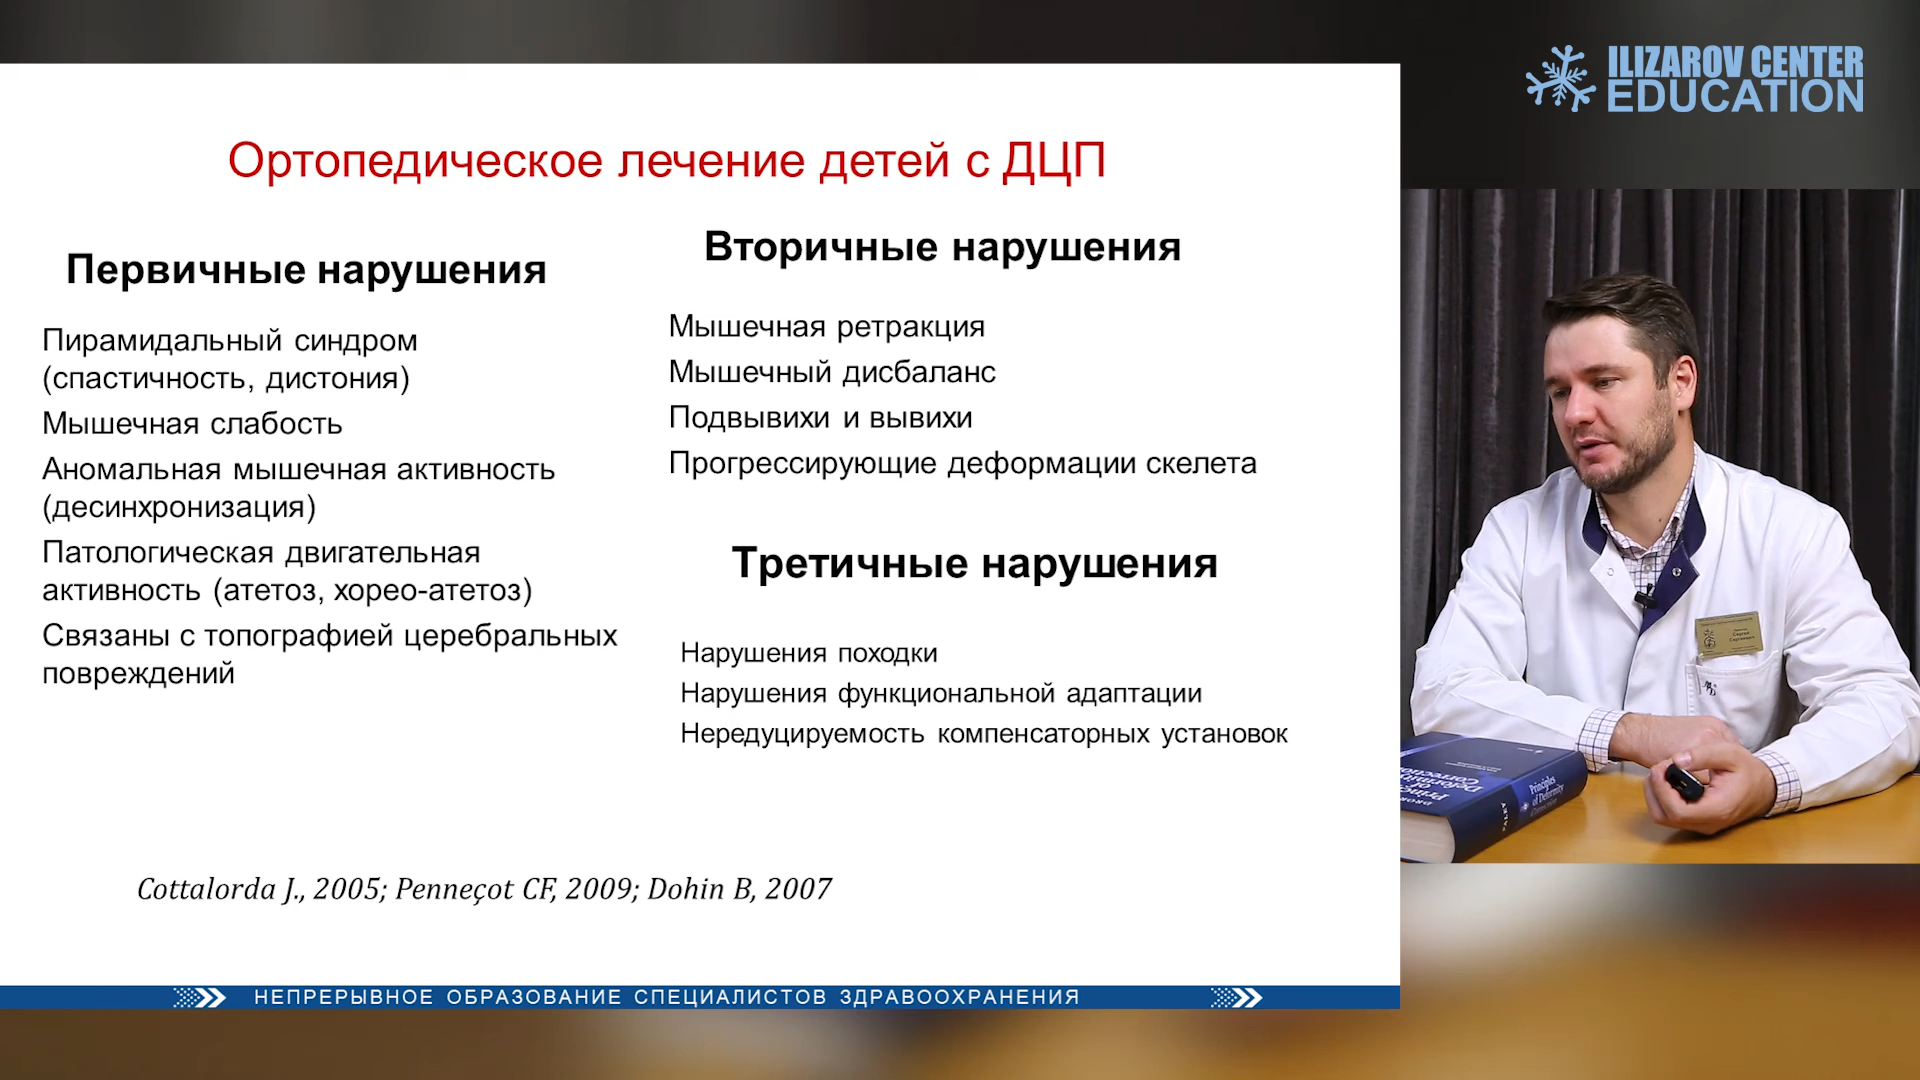 ILIZAROV CENTER
EDUCATION
Ортопедическое лечение детей с ДЦП
Первичные нарушения
Пирамидальный синдром
(спастичность, дистония)
Мышечная слабость
Аномальная мышечная активность
(десинхронизация)
Патологическая двигательная
активность (атетоз, хорео-атетоз)
Связаны с топографией церебральных
повреждений
Вторичные нарушения
Мышечная ретракция
Мышечный дисбаланс
Подвывихи и вывихи
Прогрессирующие деформации скелета
Третичные нарушения
Нарушения походки
Нарушения функциональной адаптации
Нередуцируемость компенсаторных установок
Cottalorda J., 2005; Penneçot CF, 2009; Dohin B, 2007
НЕПРЕРЫВНОЕ ОБРАЗОВАНИЕ СПЕЦИАЛИСТОВ ЗДРАВООХРАНЕНИЯ
Principles
of Deformity
Correction
PALEY
Сергей
Сергеевич